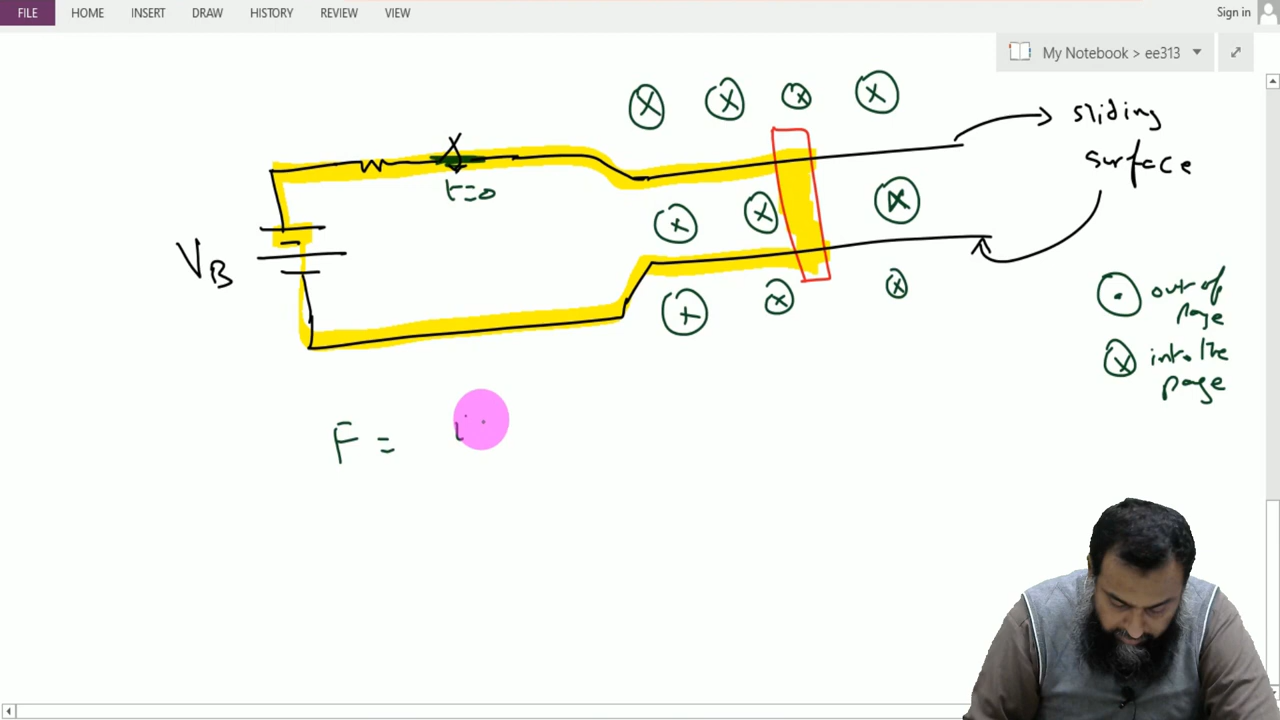 FILE HOME INSERT DRAW HISTORY REVIEW VIEW Sign in
My Notebook > ee313
sliding
surface
t=0
V_B
out of
page
into the
page
F = i